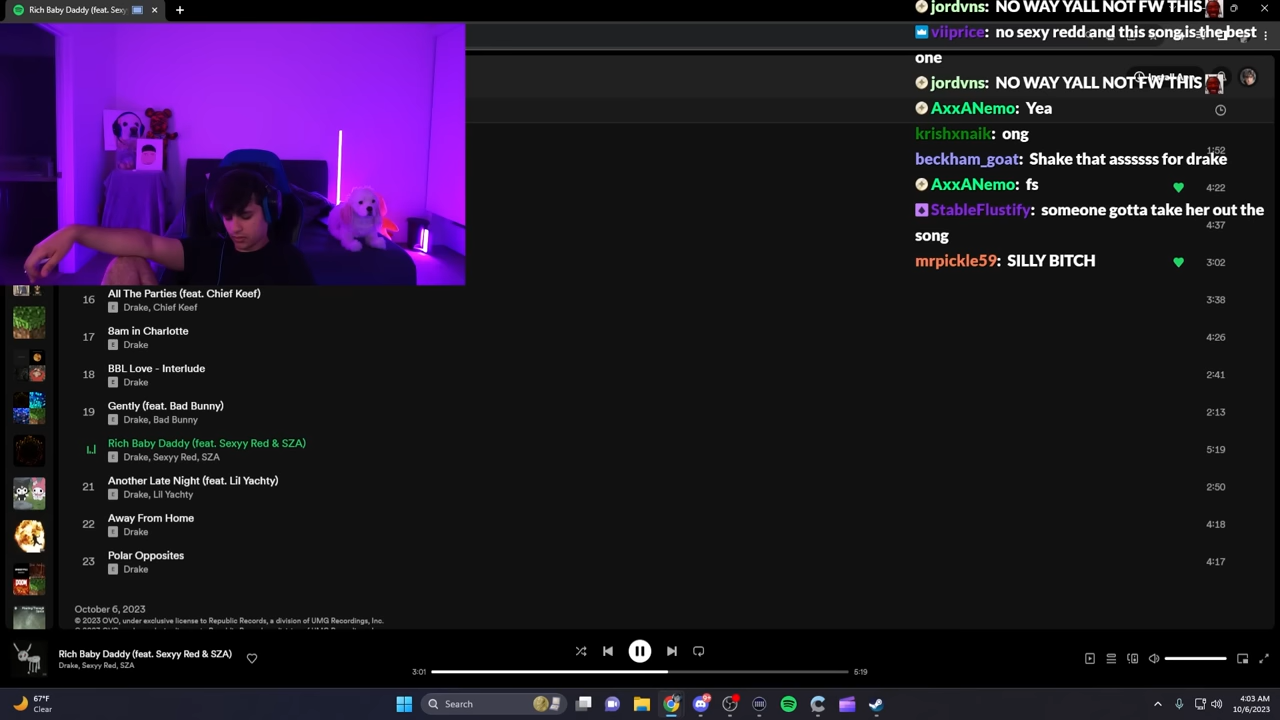 Rich Baby Daddy (feat. Sexy
jordvns: NO WAY YALL NOT FW THIS
viiprice: no sexy redd and this song is the best
one
jordvns: NO WAY YALL NOT FW THIS
AxxANemo: Yea
krishxnaik: ong
1:52
beckham_goat: Shake that assssss for drake
AxxANemo: fs
4:22
StableFlustify: someone gotta take her out the
4:37
song
mrpickle59: SILLY BITCH
3:02
16 All The Parties (feat. Chief Keef) 3:38
E Drake, Chief Keef
17 8am in Charlotte 4:26
E Drake
18 BBL Love - Interlude 2:41
E Drake
19 Gently (feat. Bad Bunny) 2:13
E Drake, Bad Bunny
Rich Baby Daddy (feat. Sexyy Red & SZA) 5:19
E Drake, Sexyy Red, SZA
21 Another Late Night (feat. Lil Yachty) 2:50
E Drake, Lil Yachty
22 Away From Home 4:18
E Drake
23 Polar Opposites 4:17
E Drake
October 6, 2023
© 2023 OVO, under exclusive license to Republic Records, a division of UMG Recordings, Inc.
Rich Baby Daddy (feat. Sexyy Red & SZA)
Drake, Sexyy Red, SZA
3:01 5:19
67°F
Clear
Search
4:03 AM
10/6/2023